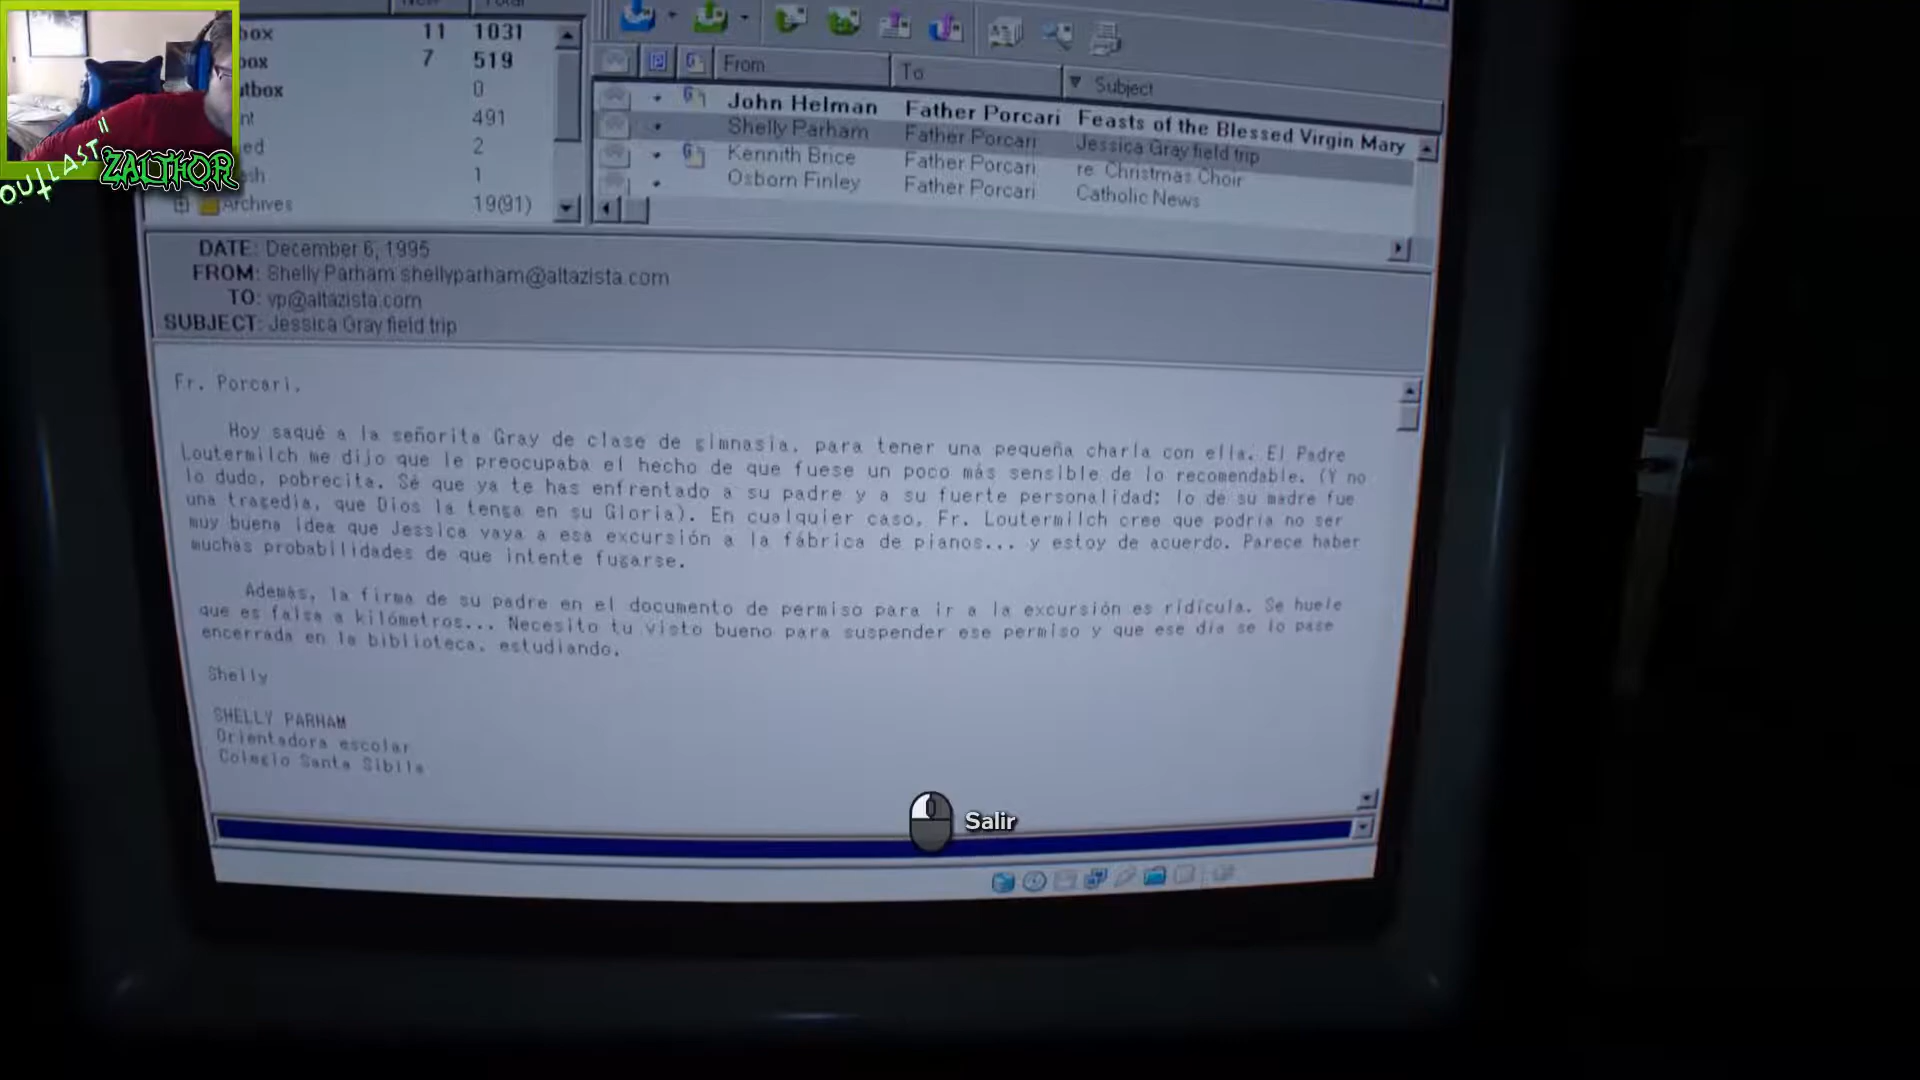 New Total
box 11 1031
box 7 519
utbox 0
nt 491
ed 2
sh 1
Archives 19(91)
From To Subject
John Helman Father Porcari Feasts of the Blessed Virgin Mary
Shelly Parham Father Porcari Jessica Gray field trip
Kennith Brice Father Porcari re: Christmas Choir
Osborn Finley Father Porcari Catholic News
OUTLAST II
ZALTHOR
DATE: December 6, 1995
FROM: Shelly Parham shellyparham@altazista.com
TO: vp@altazista.com
SUBJECT: Jessica Gray field trip
Fr. Porcari,
Hoy saqué a la señorita Gray de clase de gimnasia, para tener una pequeña charla con ella. El Padre
Loutermilch me dijo que le preocupaba el hecho de que fuese un poco más sensible de lo recomendable. (Y no
lo dudo, pobrecita. Sé que ya te has enfrentado a su padre y a su fuerte personalidad; lo de su madre fue
una tragedia, que Dios la tenga en su Gloria). En cualquier caso, Fr. Loutermilch cree que podría no ser
muy buena idea que Jessica vaya a esa excursión a la fábrica de pianos... y estoy de acuerdo. Parece haber
muchas probabilidades de que intente fugarse.
Además, la firma de su padre en el documento de permiso para ir a la excursión es ridícula. Se huele
que es falsa a kilómetros... Necesito tu visto bueno para suspender ese permiso y que ese día se lo pase
encerrada en la biblioteca, estudiando.
Shelly
SHELLY PARHAM
Orientadora escolar
Colegio Santa Sibila
Salir